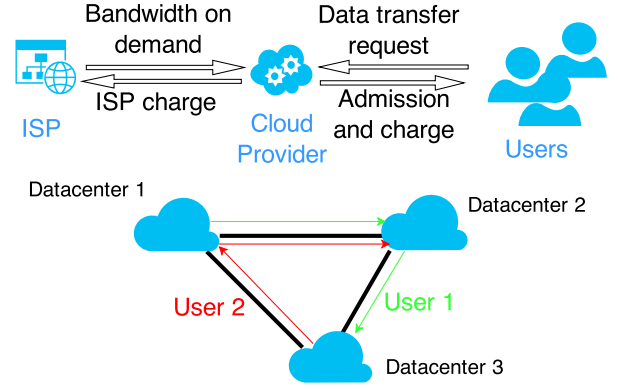 Bandwidth on
demand
Data transfer
request
ISP charge
Admission
and charge
ISP
Cloud
Provider
Users
Datacenter 1
Datacenter 2
User 2
User 1
Datacenter 3